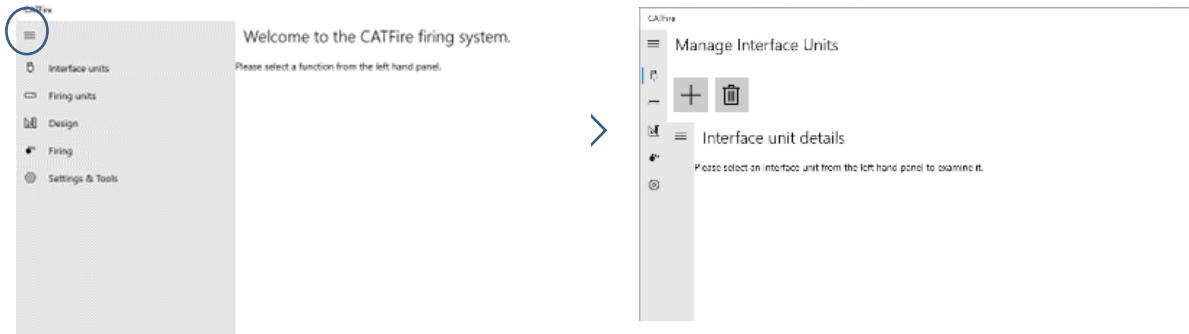 CATFire
Welcome to the CATFire firing system.
Please select a function from the left hand panel.
Interface units
Firing units
Design
Firing
Settings & Tools
CATFire
Manage Interface Units
Interface unit details
Please select an interface unit from the left hand panel to examine it.